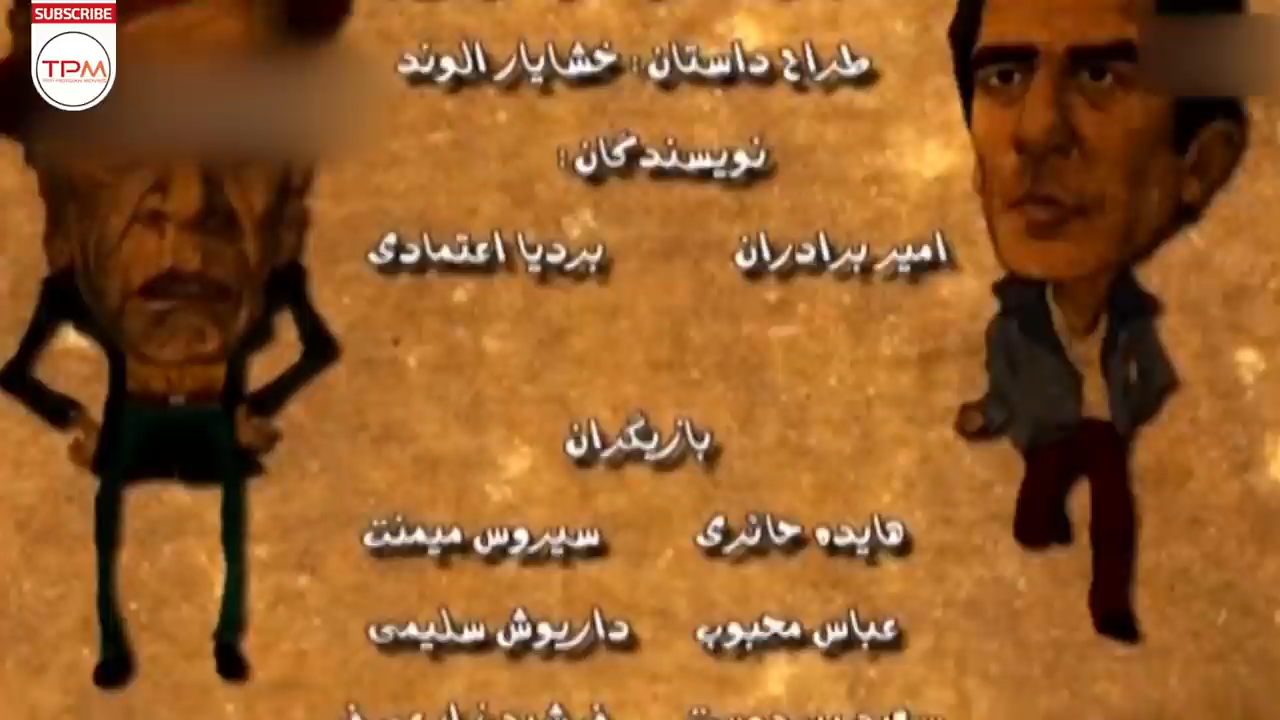 SUBSCRIBE
TPM
طراح داستان : خشایار الوند
نویسندگان :
امیر برادران بردیا اعتمادی
بازیگران
هایده حائری سیروس میمنت
عباس محبوب داریوش سلیمی